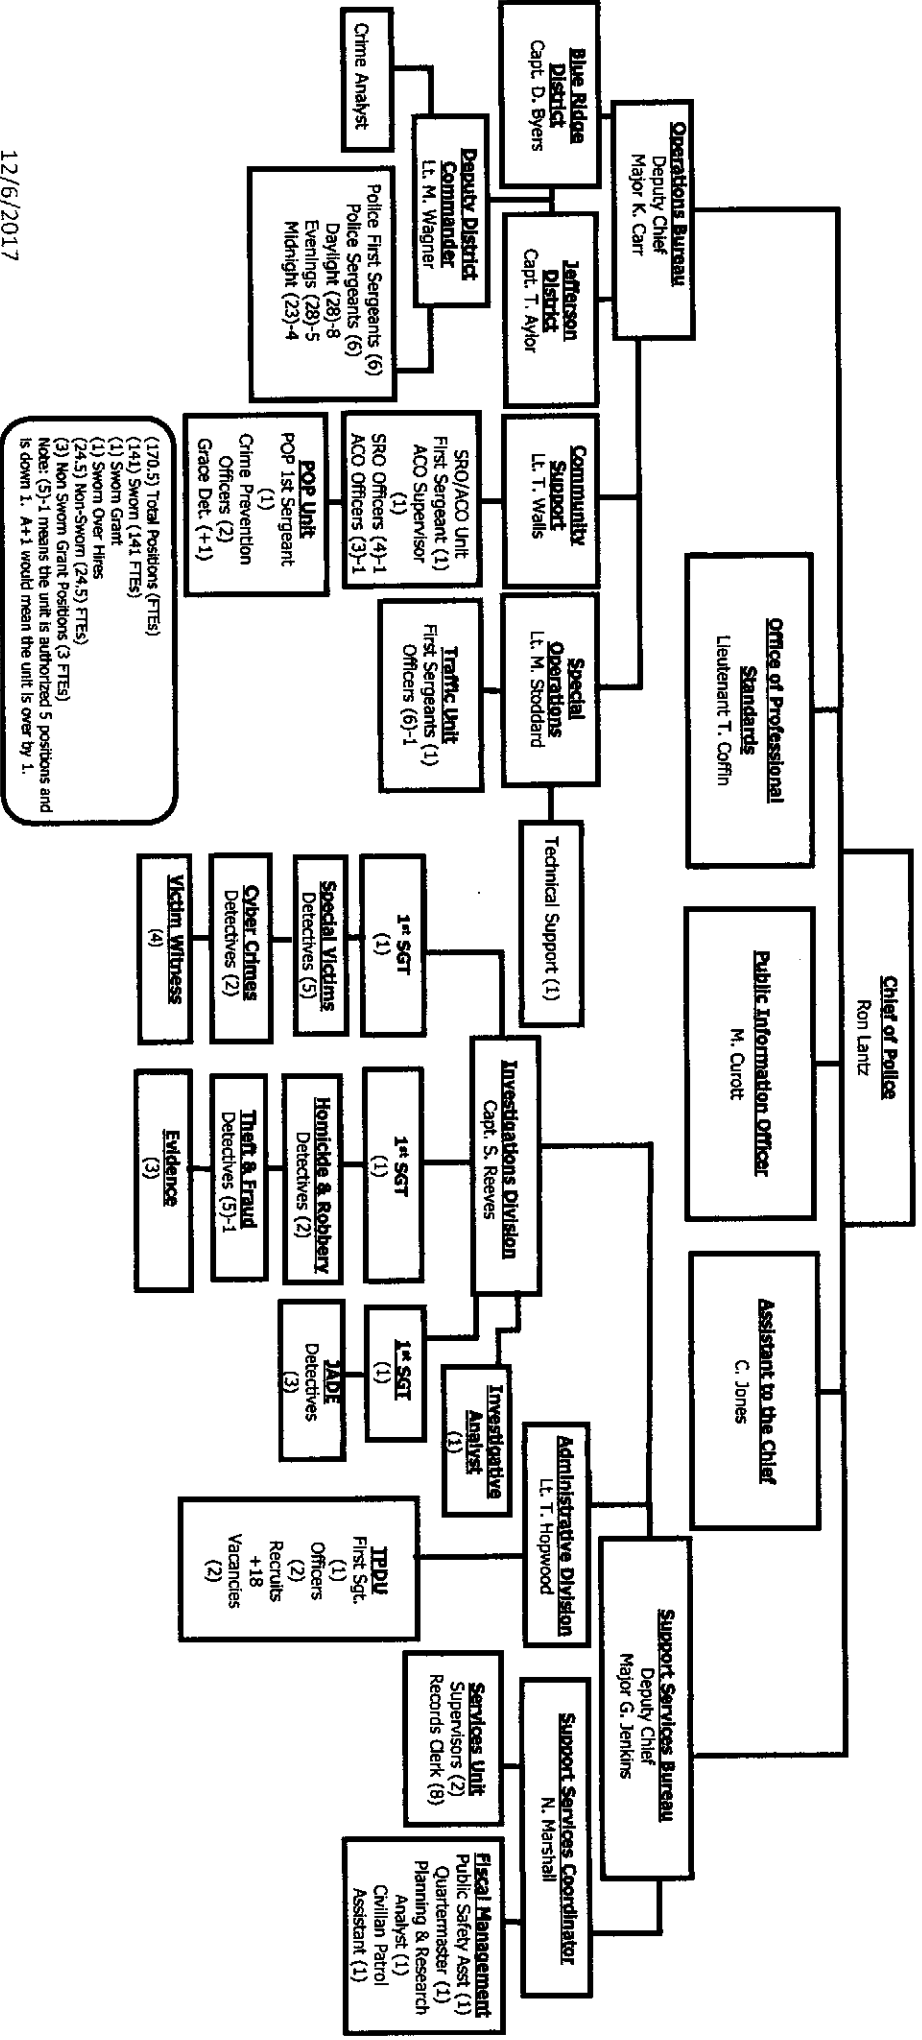 Chief of Police
Ron Lantz
Office of Professional
Standards
Lieutenant T. Coffin
Public Information Officer
M. Curott
Assistant to the Chief
C. Jones
Operations Bureau
Deputy Chief
Major K. Carr
Support Services Bureau
Deputy Chief
Major G. Jenkins
Blue Ridge
District
Capt. D. Byers
Jefferson
District
Capt. T. Aylor
Community
Support
Lt. T. Walls
Special
Operations
Lt. M. Stoddard
Technical Support (1)
Deputy District
Commander
Lt. M. Wagner
Crime Analyst
Police First Sergeants (6)
Police Sergeants (6)
Daylight (28)-8
Evenings (28)-5
Midnight (23)-4
SRO/ACO Unit
First Sergeant (1)
ACO Supervisor
(1)
SRO Officers (4)-1
ACO Officers (3)-1
POP Unit
POP 1st Sergeant
(1)
Crime Prevention
Officers (2)
Grace Det. (+1)
Traffic Unit
First Sergeants (1)
Officers (6)-1
Investigations Division
Capt. S. Reeves
1st SGT
(1)
Special Victims
Detectives (5)
Cyber Crimes
Detectives (2)
Victim Witness
(4)
1st SGT
(1)
Homicide & Robbery
Detectives (2)
Theft & Fraud
Detectives (5)-1
Evidence
(3)
1st SGT
(1)
JADE
Detectives
(3)
Investigative
Analyst
(1)
Administrative Division
Lt. T. Hopwood
TPDU
First Sgt.
(1)
Officers
(2)
Recruits
+18
Vacancies
(2)
Support Services Coordinator
N. Marshall
Services Unit
Supervisors (2)
Records Clerk (8)
Fiscal Management
Public Safety Asst (1)
Quartermaster (1)
Planning & Research
Analyst (1)
Civilian Patrol
Assistant (1)
(170.5) Total Positions (FTEs)
(141) Sworn (141 FTEs)
(1) Sworn Grant
(1) Sworn Over Hires
(24.5) Non-Sworn (24.5) FTEs)
(3) Non Sworn Grant Positions (3 FTEs)
Note: (5)-1 means the unit is authorized 5 positions and
is down 1. A+1 would mean the unit is over by 1.
12/6/2017